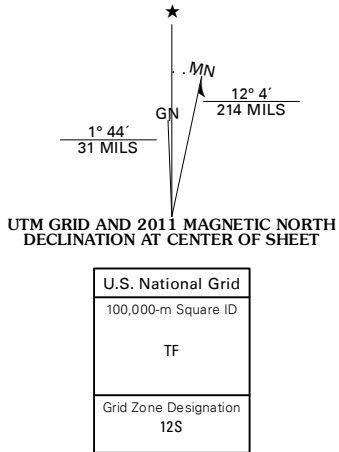 ★
MN
GN
12° 4´
214 MILS
1° 44´
31 MILS
UTM GRID AND 2011 MAGNETIC NORTH
DECLINATION AT CENTER OF SHEET
U.S. National Grid
100,000-m Square ID
TF
Grid Zone Designation
12S